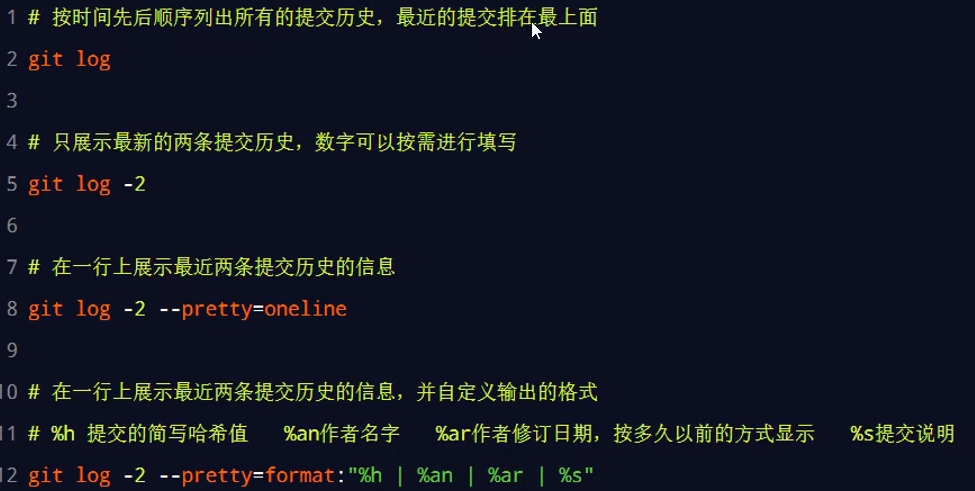 1 # 按时间先后顺序列出所有的提交历史，最近的提交排在最上面
2 git log
3
4 # 只展示最新的两条提交历史，数字可以按需进行填写
5 git log -2
6
7 # 在一行上展示最近两条提交历史的信息
8 git log -2 --pretty=oneline
9
10 # 在一行上展示最近两条提交历史的信息，并自定义输出的格式
11 # %h 提交的简写哈希值   %an作者名字   %ar作者修订日期，按多久以前的方式显示   %s提交说明
12 git log -2 --pretty=format:"%h | %an | %ar | %s"